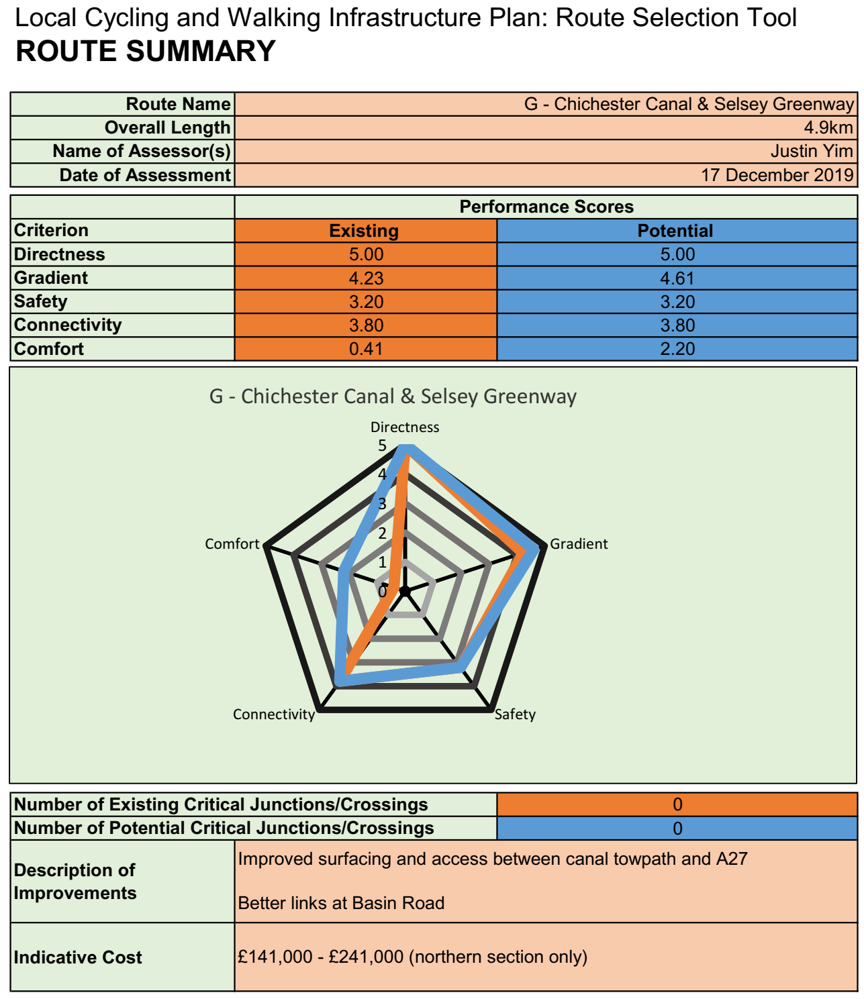 Local Cycling and Walking Infrastructure Plan: Route Selection Tool
ROUTE SUMMARY
Route Name G - Chichester Canal & Selsey Greenway
Overall Length 4.9km
Name of Assessor(s) Justin Yim
Date of Assessment 17 December 2019
Performance Scores
Criterion Existing Potential
Directness 5.00 5.00
Gradient 4.23 4.61
Safety 3.20 3.20
Connectivity 3.80 3.80
Comfort 0.41 2.20
G - Chichester Canal & Selsey Greenway
Directness
5
4
3
2
1
0
Comfort
Gradient
Connectivity
Safety
Number of Existing Critical Junctions/Crossings 0
Number of Potential Critical Junctions/Crossings 0
Description of
Improvements
Improved surfacing and access between canal towpath and A27
Better links at Basin Road
Indicative Cost £141,000 - £241,000 (northern section only)